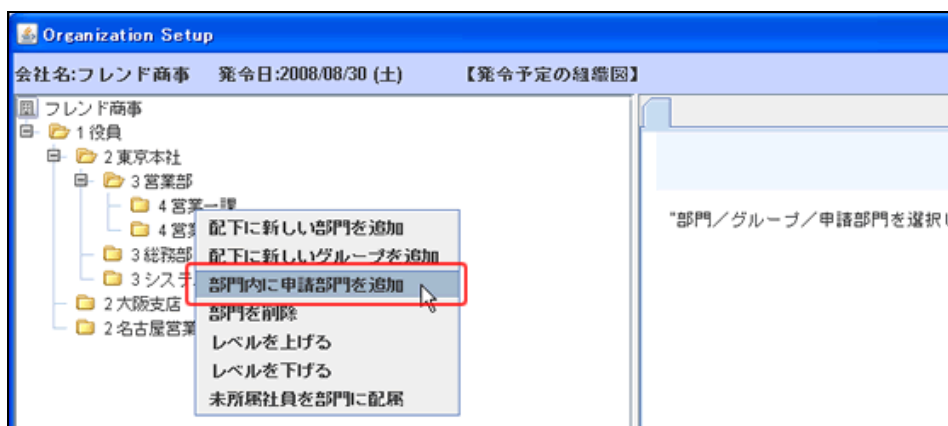 Organization Setup
会社名:フレンド商事 発令日:2008/08/30 (土) 【発令予定の組織図】
フレンド商事
1 役員
2 東京本社
3 営業部
4 営業一課
4 営業
3 総務部
3 システ
2 大阪支店
2 名古屋営業
配下に新しい部門を追加
配下に新しいグループを追加
部門内に申請部門を追加
部門を削除
レベルを上げる
レベルを下げる
未所属社員を部門に配属
"部門／グループ／申請部門を選択し